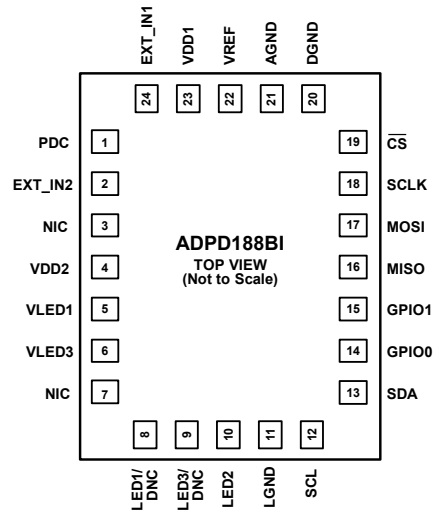 EXT_IN1
VDD1
VREF
AGND
DGND
24
23
22
21
20
PDC 1
EXT_IN2 2
NIC 3
VDD2 4
VLED1 5
VLED3 6
NIC 7
ADPD188BI
TOP VIEW
(Not to Scale)
19 CS
18 SCLK
17 MOSI
16 MISO
15 GPIO1
14 GPIO0
13 SDA
8
9
10
11
12
LED1/
DNC
LED3/
DNC
LED2
LGND
SCL